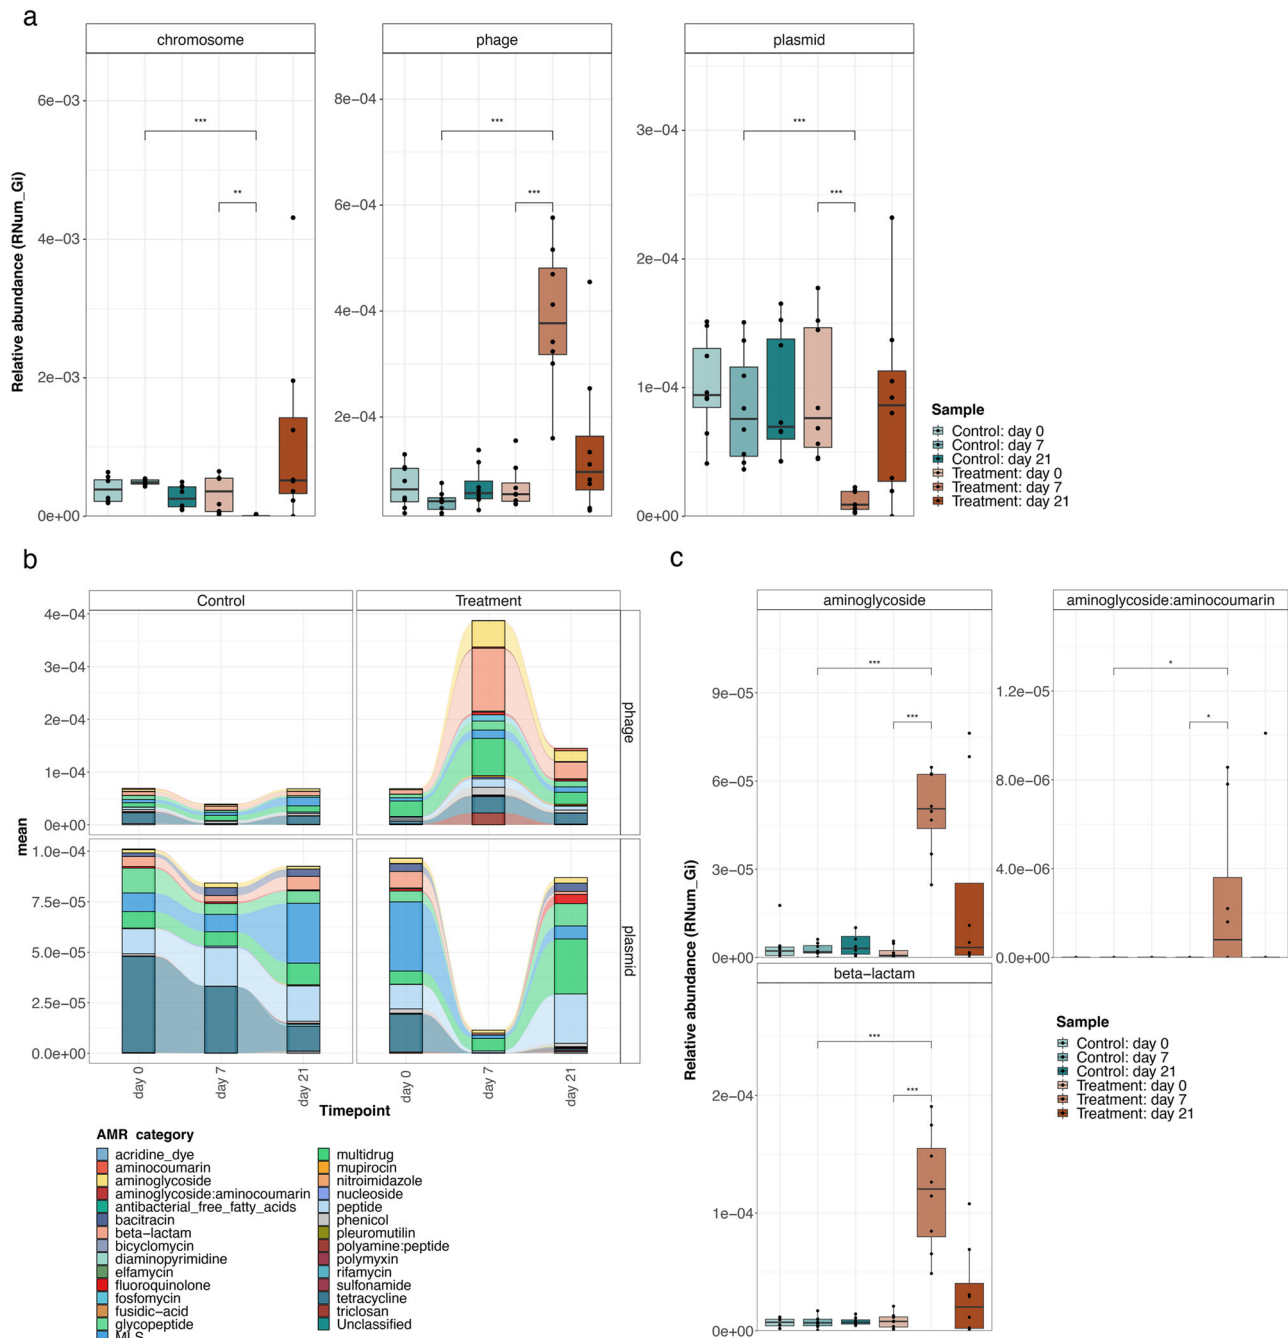 a
chromosome
phage
plasmid
Relative abundance (RNum_Gi)
6e−03
4e−03
2e−03
0e+00
***
**
8e−04
6e−04
4e−04
2e−04
0e+00
***
***
3e−04
2e−04
1e−04
0e+00
***
***
Sample
Control: day 0
Control: day 7
Control: day 21
Treatment: day 0
Treatment: day 7
Treatment: day 21
b
Control
Treatment
mean
4e−04
3e−04
2e−04
1e−04
0e+00
phage
1.0e−04
7.5e−05
5.0e−05
2.5e−05
0.0e+00
plasmid
day 0
day 7
day 21
day 0
day 7
day 21
Timepoint
AMR category
acridine_dye
aminocoumarin
aminoglycoside
aminoglycoside:aminocoumarin
antibacterial_free_fatty_acids
bacitracin
beta−lactam
bicyclomycin
diaminopyrimidine
elfamycin
fluoroquinolone
fosfomycin
fusidic−acid
glycopeptide
MLS
multidrug
mupirocin
nitroimidazole
nucleoside
peptide
phenicol
pleuromutilin
polyamine:peptide
polymyxin
rifamycin
sulfonamide
tetracycline
triclosan
Unclassified
c
aminoglycoside
aminoglycoside:aminocoumarin
Relative abundance (RNum_Gi)
9e−05
6e−05
3e−05
0e+00
***
***
1.2e−05
8.0e−06
4.0e−06
0.0e+00
*
*
beta−lactam
2e−04
1e−04
0e+00
***
***
Sample
Control: day 0
Control: day 7
Control: day 21
Treatment: day 0
Treatment: day 7
Treatment: day 21